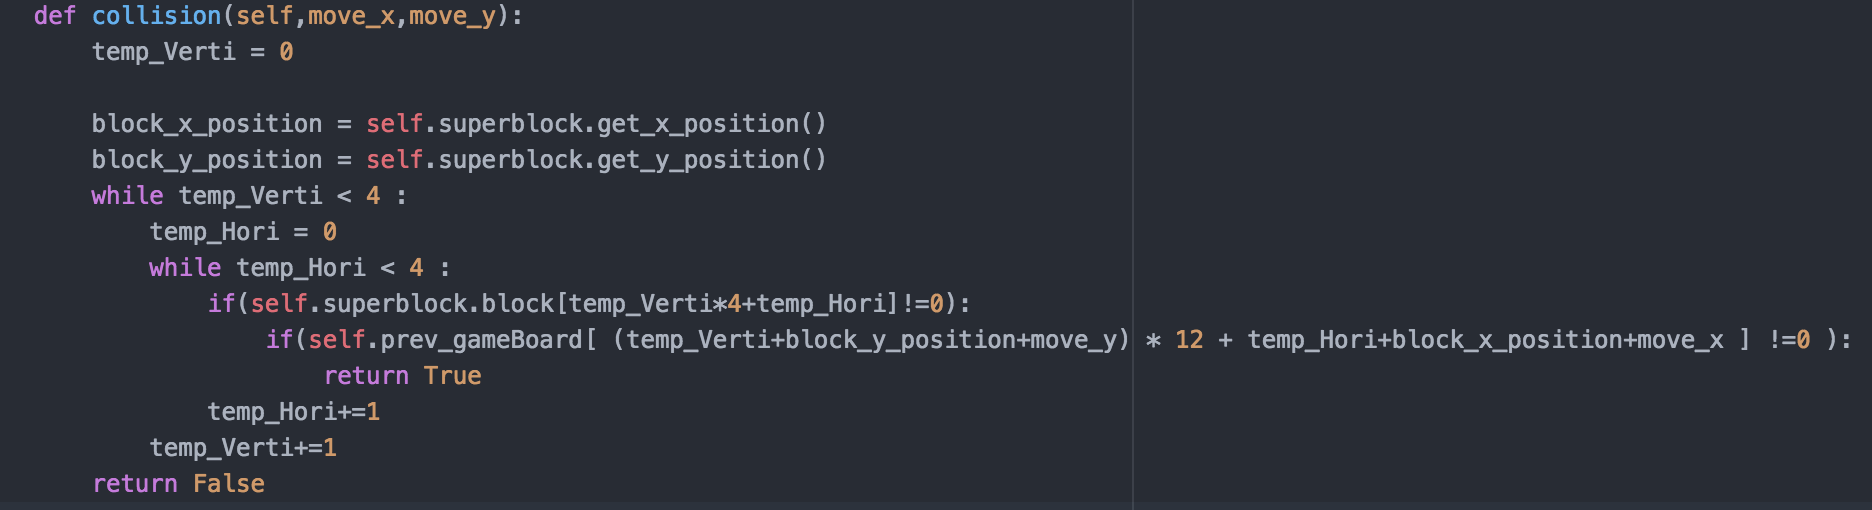 def collision(self,move_x,move_y):
    temp_Verti = 0

    block_x_position = self.superblock.get_x_position()
    block_y_position = self.superblock.get_y_position()
    while temp_Verti < 4 :
        temp_Hori = 0
        while temp_Hori < 4 :
            if(self.superblock.block[temp_Verti*4+temp_Hori]!=0):
                if(self.prev_gameBoard[ (temp_Verti+block_y_position+move_y) * 12 + temp_Hori+block_x_position+move_x ] !=0 ):
                    return True
            temp_Hori+=1
        temp_Verti+=1
    return False